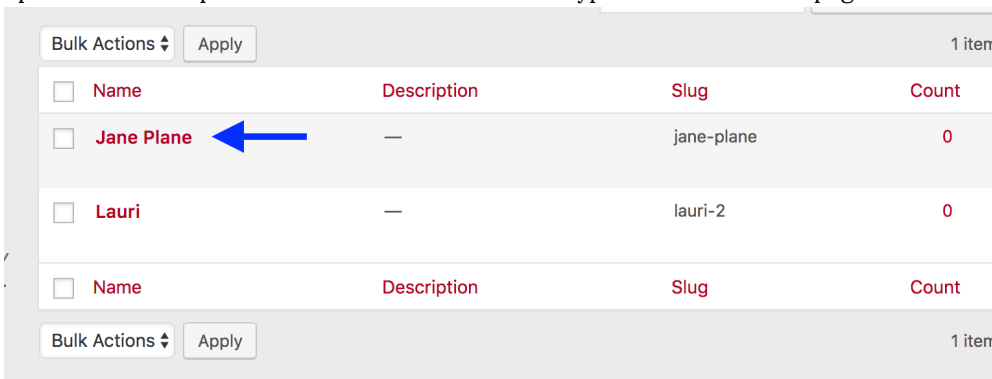 Bulk Actions Apply 1 item
Name Description Slug Count
Jane Plane — jane-plane 0
Lauri — lauri-2 0
Name Description Slug Count
Bulk Actions Apply 1 item